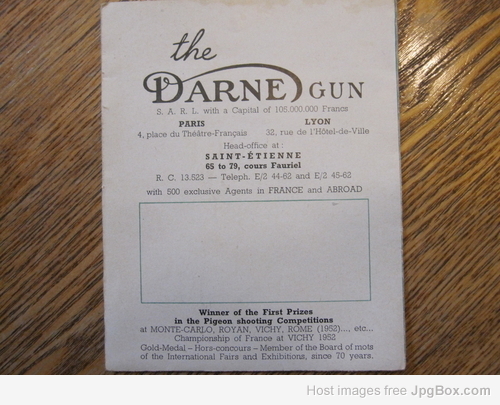 the
DARNE GUN
S. A. R. L. with a Capital of 105.000.000 Francs
PARIS LYON
4, place du Théâtre-Français 32, rue de l'Hôtel-de-Ville
Head-office at :
SAINT-ÉTIENNE
65 to 79, cours Fauriel
R. C. 13.523 — Teleph. E/2 44-62 and E/2 45-62
with 500 exclusive Agents in FRANCE and ABROAD
Winner of the First Prizes
in the Pigeon shooting Competitions
at MONTE-CARLO, ROYAN, VICHY, ROME (1952)..., etc...
Championship of France at VICHY 1952
Gold-Medal — Hors-concours — Member of the Board of mots
of the International Fairs and Exhibitions, since 70 years.
Host images free JpgBox.com